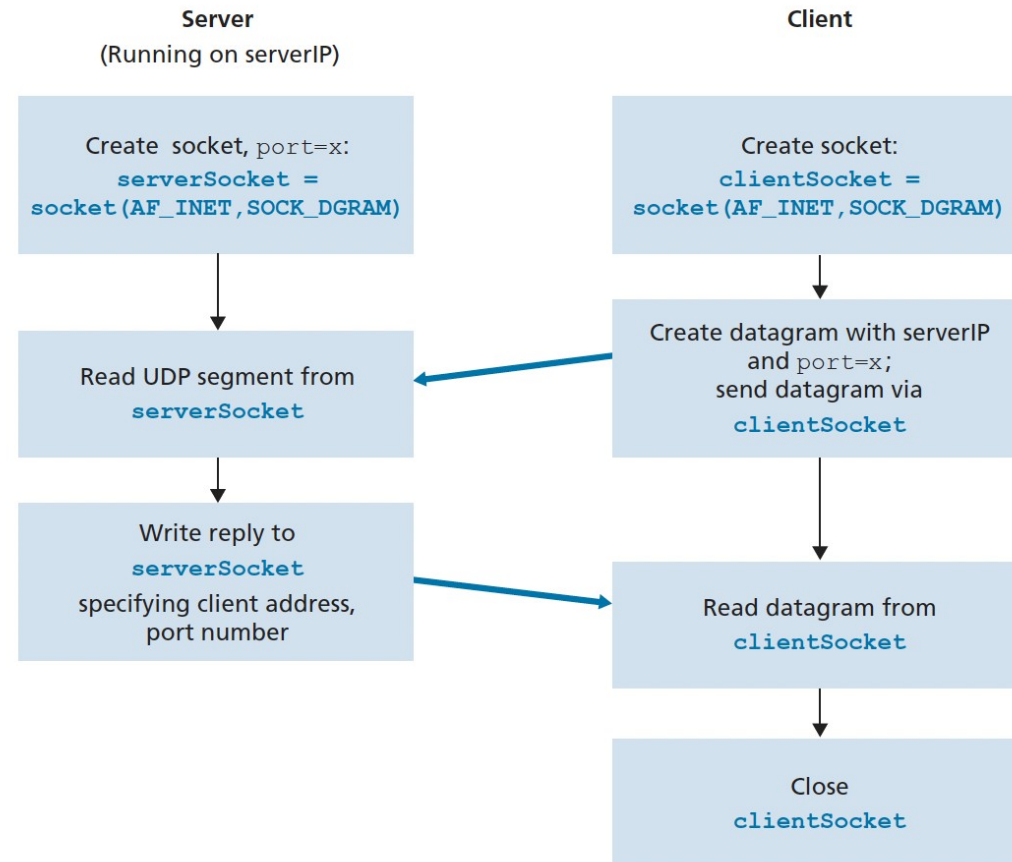 Server
(Running on serverIP)
Create socket, port=x:
serverSocket =
socket(AF_INET,SOCK_DGRAM)
Read UDP segment from
serverSocket
Write reply to
serverSocket
specifying client address,
port number
Client
Create socket:
clientSocket =
socket(AF_INET,SOCK_DGRAM)
Create datagram with serverIP
and port=x;
send datagram via
clientSocket
Read datagram from
clientSocket
Close
clientSocket